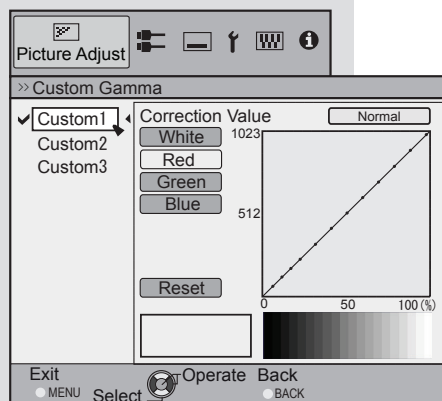 Picture Adjust
>> Custom Gamma
Custom1
Custom2
Custom3
Correction Value
Normal
White
Red
Green
Blue
Reset
1023
512
0
50
100 (%)
Exit
MENU
Select
Operate
Back
BACK